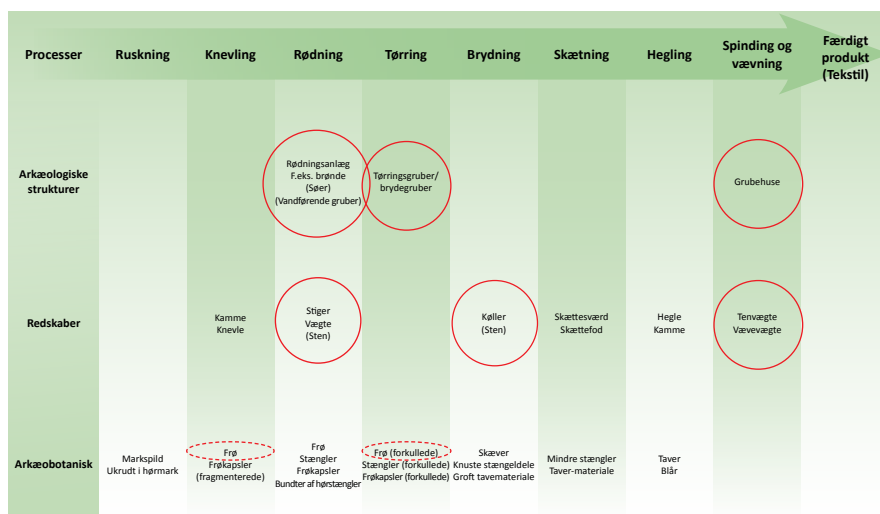 Processer
Ruskning
Knevling
Rødning
Tørring
Brydning
Skætning
Hegling
Spinding og
vævning
Færdigt
produkt
(Tekstil)
Arkæologiske
strukturer
Rødningsanlæg
F.eks. brønde
(Søer)
(Vandførende gruber)
Tørringsgruber/
brydegruber
Grubehuse
Redskaber
Kamme
Knevle
Stiger
Vægte
(Sten)
Køller
(Sten)
Skættesværd
Skættefod
Hegle
Kamme
Tenvægte
Vævevægte
Arkæobotanisk
Markspild
Ukrudt i hørmark
Frø
Frøkapsler
(fragmenterede)
Frø
Stængler
Frøkapsler
Bundter af hørstængler
Frø (forkullede)
Stængler (forkullede)
Frøkapsler (forkullede)
Skæver
Knuste stængeldele
Groft tavemateriale
Mindre stængler
Taver-materiale
Taver
Blår